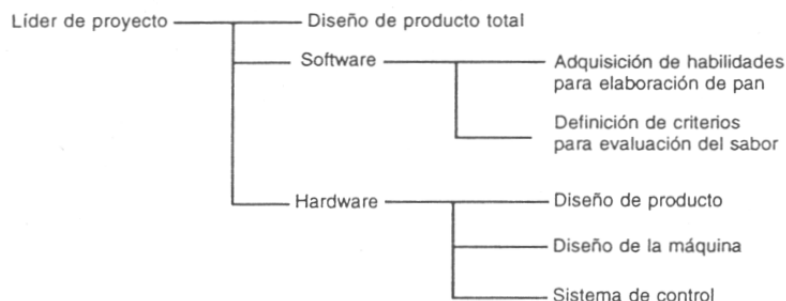 Líder de proyecto
Diseño de producto total
Software
Adquisición de habilidades
para elaboración de pan
Definición de criterios
para evaluación del sabor
Hardware
Diseño de producto
Diseño de la máquina
Sistema de control